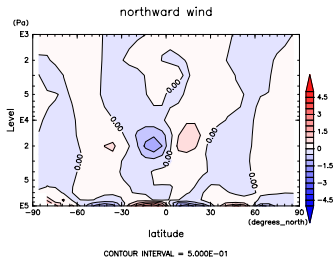 northward wind
(Pa)
E3
2
5
E4
2
5
E5
Level
0.00
0.00
0.00
0.00
0.00
0.00
−90 −60 −30 0 30 60 90
(degrees_north)
latitude
4.5
3
1.5
0
−1.5
−3
−4.5
CONTOUR INTERVAL = 5.000E−01